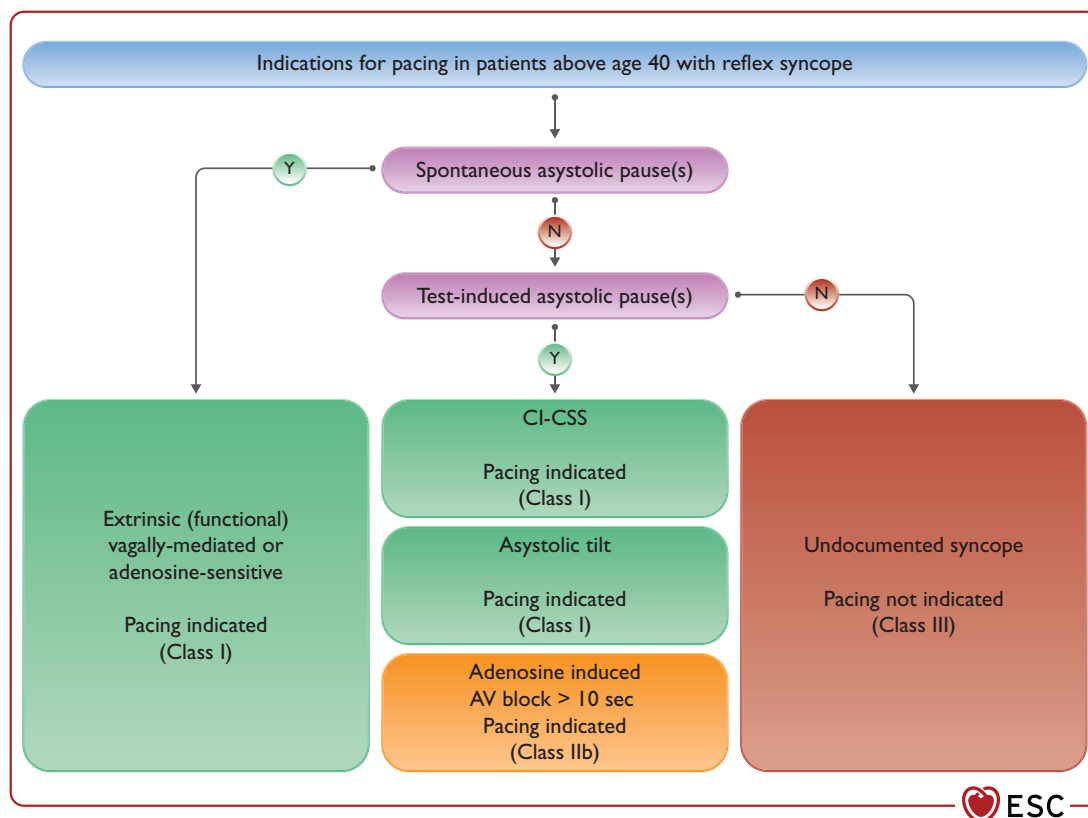 Indications for pacing in patients above age 40 with reflex syncope
Y
Spontaneous asystolic pause(s)
N
Test-induced asystolic pause(s)
N
Y
Extrinsic (functional)
vagally-mediated or
adenosine-sensitive
Pacing indicated
(Class I)
CI-CSS
Pacing indicated
(Class I)
Asystolic tilt
Pacing indicated
(Class I)
Adenosine induced
AV block > 10 sec
Pacing indicated
(Class IIb)
Undocumented syncope
Pacing not indicated
(Class III)
ESC